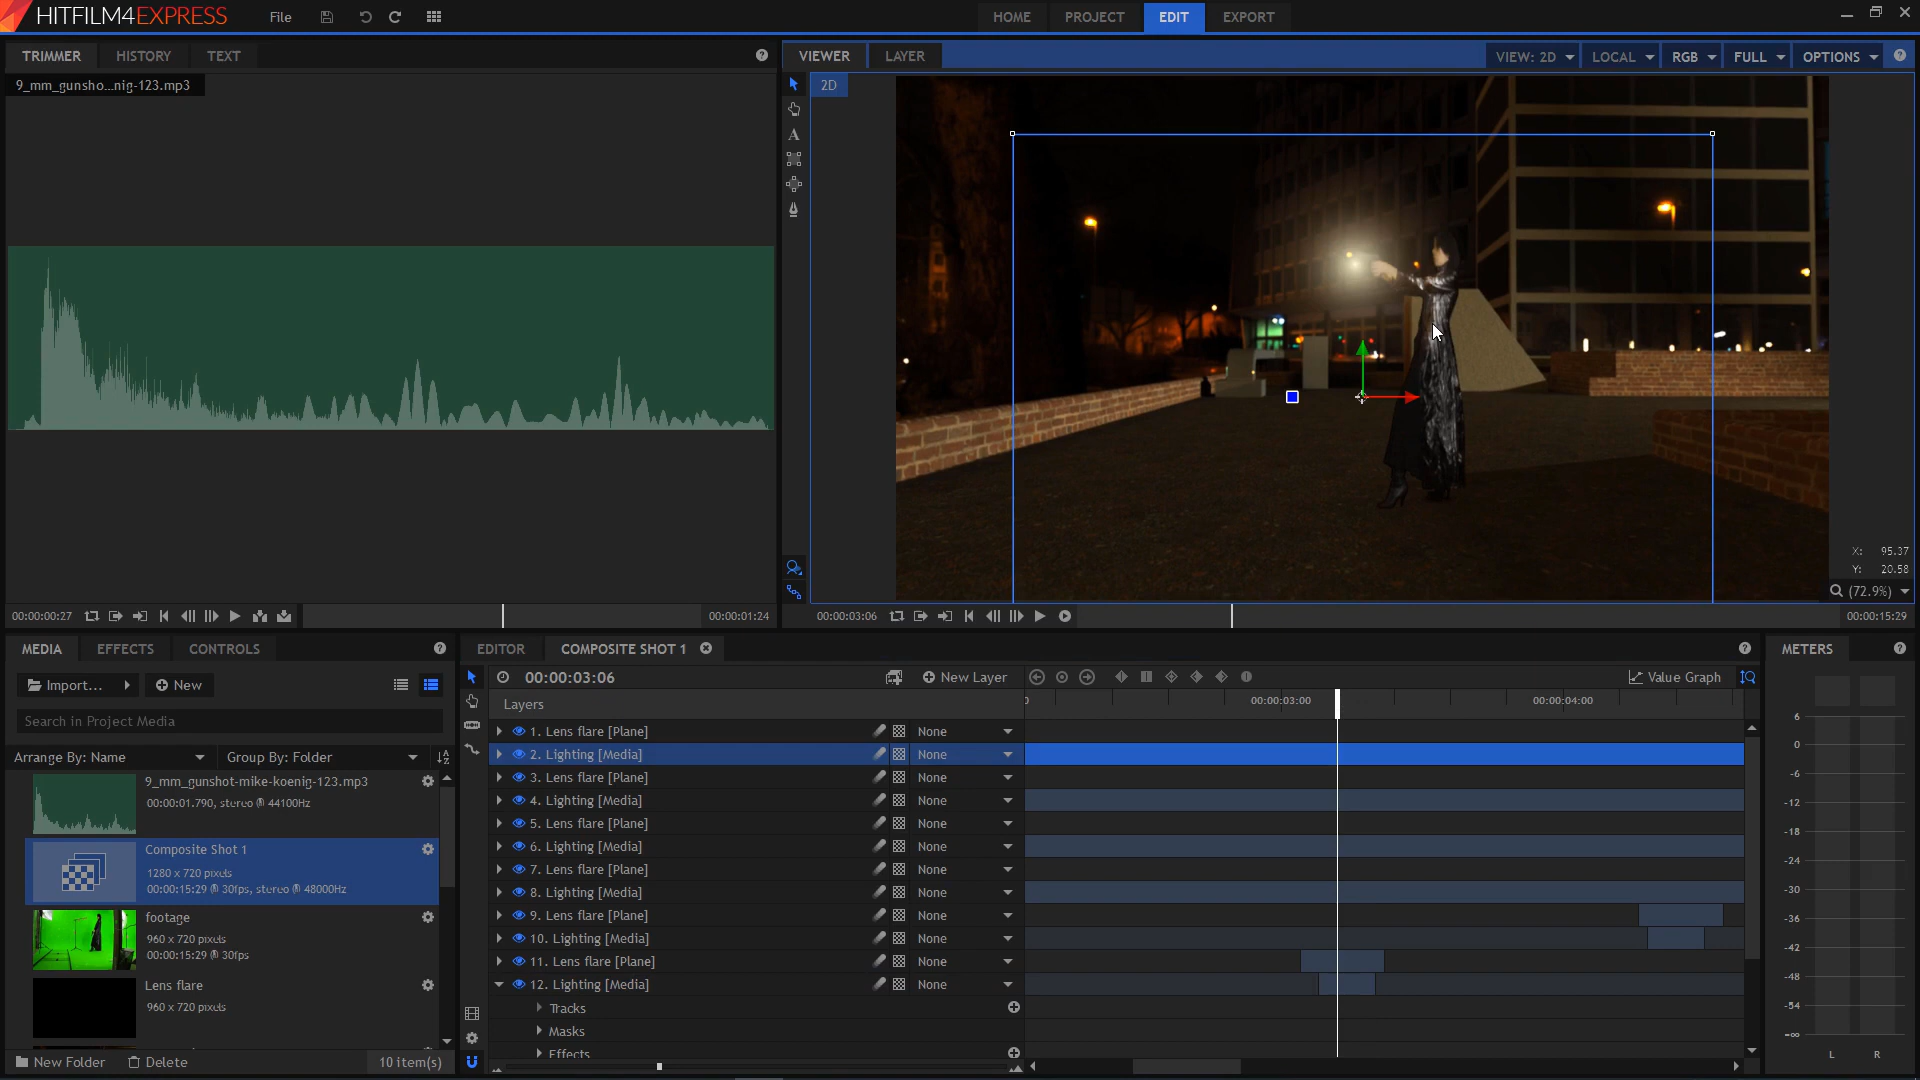 HITFILM4EXPRESS
File
HOME
PROJECT
EDIT
EXPORT
TRIMMER
HISTORY
TEXT
9_mm_gunsho...nig-123.mp3
VIEWER
LAYER
VIEW: 2D
LOCAL
RGB
FULL
OPTIONS
2D
X: 95.37
Y: 20.58
(72.9%)
00:00:00:27
00:00:01:24
00:00:03:06
00:00:15:29
MEDIA
EFFECTS
CONTROLS
Import...
New
Search in Project Media
Arrange By: Name
Group By: Folder
9_mm_gunshot-mike-koenig-123.mp3
00:00:01.790, stereo @ 44100Hz
Composite Shot 1
1280 x 720 pixels
00:00:15:29 @ 30fps, stereo @ 48000Hz
footage
960 x 720 pixels
00:00:15:29 @ 30fps
Lens flare
960 x 720 pixels
New Folder
Delete
10 item(s)
EDITOR
COMPOSITE SHOT 1
00:00:03:06
New Layer
Value Graph
Layers
00:00:03:00
00:00:04:00
1. Lens flare [Plane] None
2. Lighting [Media] None
3. Lens flare [Plane] None
4. Lighting [Media] None
5. Lens flare [Plane] None
6. Lighting [Media] None
7. Lens flare [Plane] None
8. Lighting [Media] None
9. Lens flare [Plane] None
10. Lighting [Media] None
11. Lens flare [Plane] None
12. Lighting [Media] None
Tracks
Masks
Effects
METERS
6
0
-6
-12
-18
-24
-30
-36
-42
-48
-54
-∞
L R